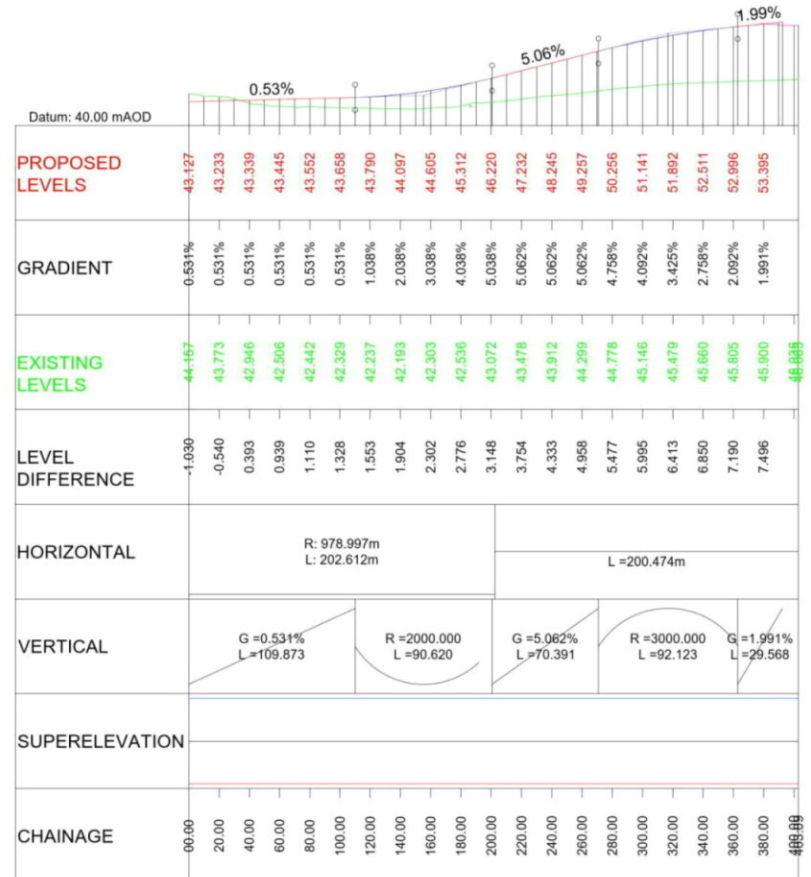 0.53%
5.06%
1.99%
Datum: 40.00 mAOD
PROPOSED
LEVELS
43.127 43.233 43.339 43.445 43.552 43.658 43.790 44.097 44.605 45.312 46.220 47.232 48.245 49.257 50.256 51.141 51.892 52.511 52.996 53.395
GRADIENT
0.531% 0.531% 0.531% 0.531% 0.531% 0.531% 1.038% 2.038% 3.038% 4.038% 5.038% 5.062% 5.062% 5.062% 4.758% 4.092% 3.425% 2.758% 2.092% 1.991%
EXISTING
LEVELS
44.157 43.773 42.946 42.506 42.442 42.329 42.237 42.193 42.303 42.536 43.072 43.478 43.912 44.299 44.778 45.146 45.479 45.660 45.805 45.900
LEVEL
DIFFERENCE
-1.030 -0.540 0.393 0.939 1.110 1.328 1.553 1.904 2.302 2.776 3.148 3.754 4.333 4.958 5.477 5.995 6.413 6.850 7.190 7.496
HORIZONTAL
R: 978.997m
L: 202.612m
L =200.474m
VERTICAL
G =0.531%
L =109.873
R =2000.000
L =90.620
G =5.062%
L =70.391
R =3000.000
L =92.123
G =1.991%
L =29.568
SUPERELEVATION
CHAINAGE
00.00 20.00 40.00 60.00 80.00 100.00 120.00 140.00 160.00 180.00 200.00 220.00 240.00 260.00 280.00 300.00 320.00 340.00 360.00 380.00